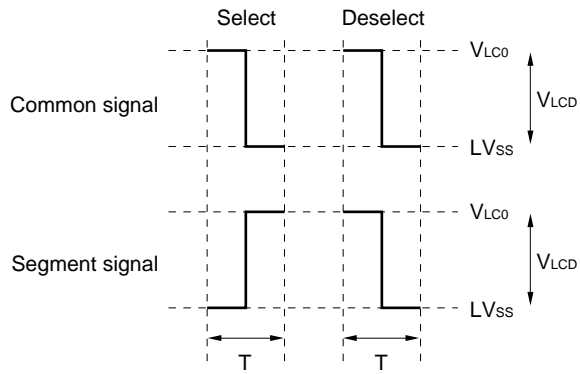 Select Deselect
VLC0
Common signal
VLCD
LVSS
VLC0
Segment signal
VLCD
LVSS
T T